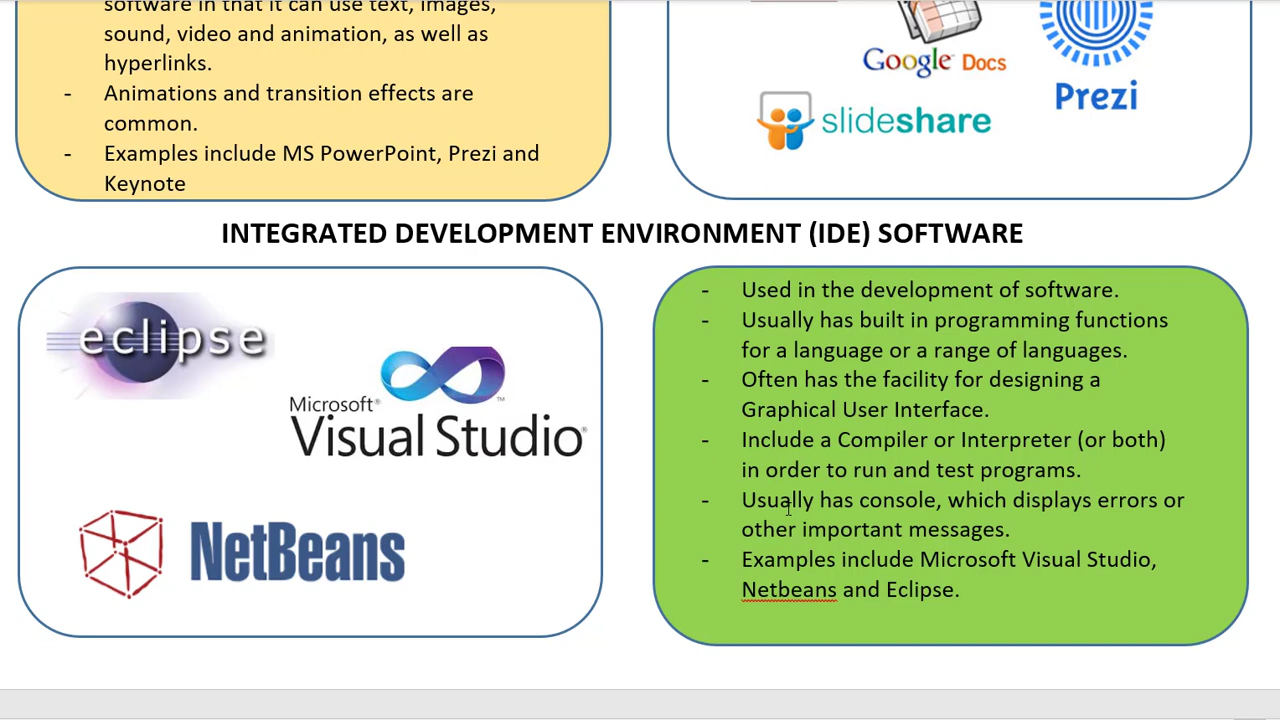 software in that it can use text, images,
sound, video and animation, as well as
hyperlinks.
- Animations and transition effects are
common.
- Examples include MS PowerPoint, Prezi and
Keynote
Google Docs
Prezi
slideshare
INTEGRATED DEVELOPMENT ENVIRONMENT (IDE) SOFTWARE
eclipse
Microsoft®
Visual Studio®
NetBeans
- Used in the development of software.
- Usually has built in programming functions
for a language or a range of languages.
- Often has the facility for designing a
Graphical User Interface.
- Include a Compiler or Interpreter (or both)
in order to run and test programs.
- Usually has console, which displays errors or
other important messages.
- Examples include Microsoft Visual Studio,
Netbeans and Eclipse.